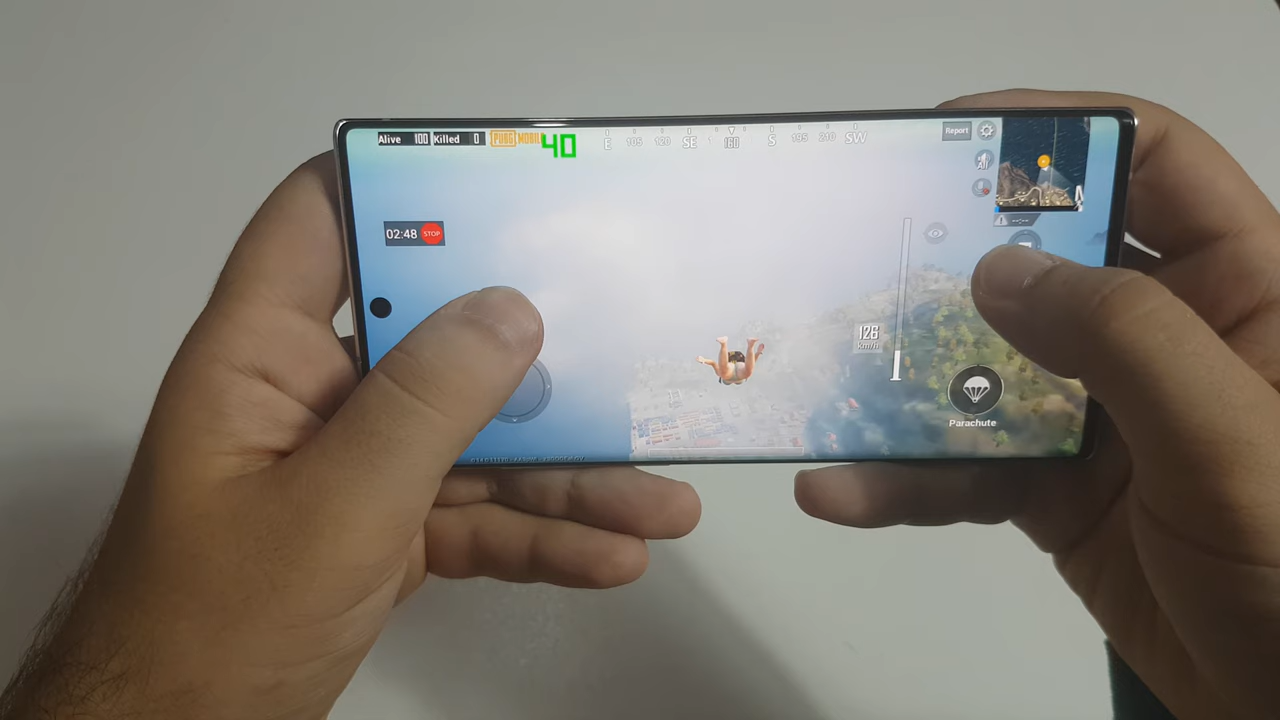 Alive 100 Killed 0 PUBG MOBILE 40
E 105 120 SE 160 S 195 210 SW
Report
All
02:48 STOP
126
km/h
Parachute